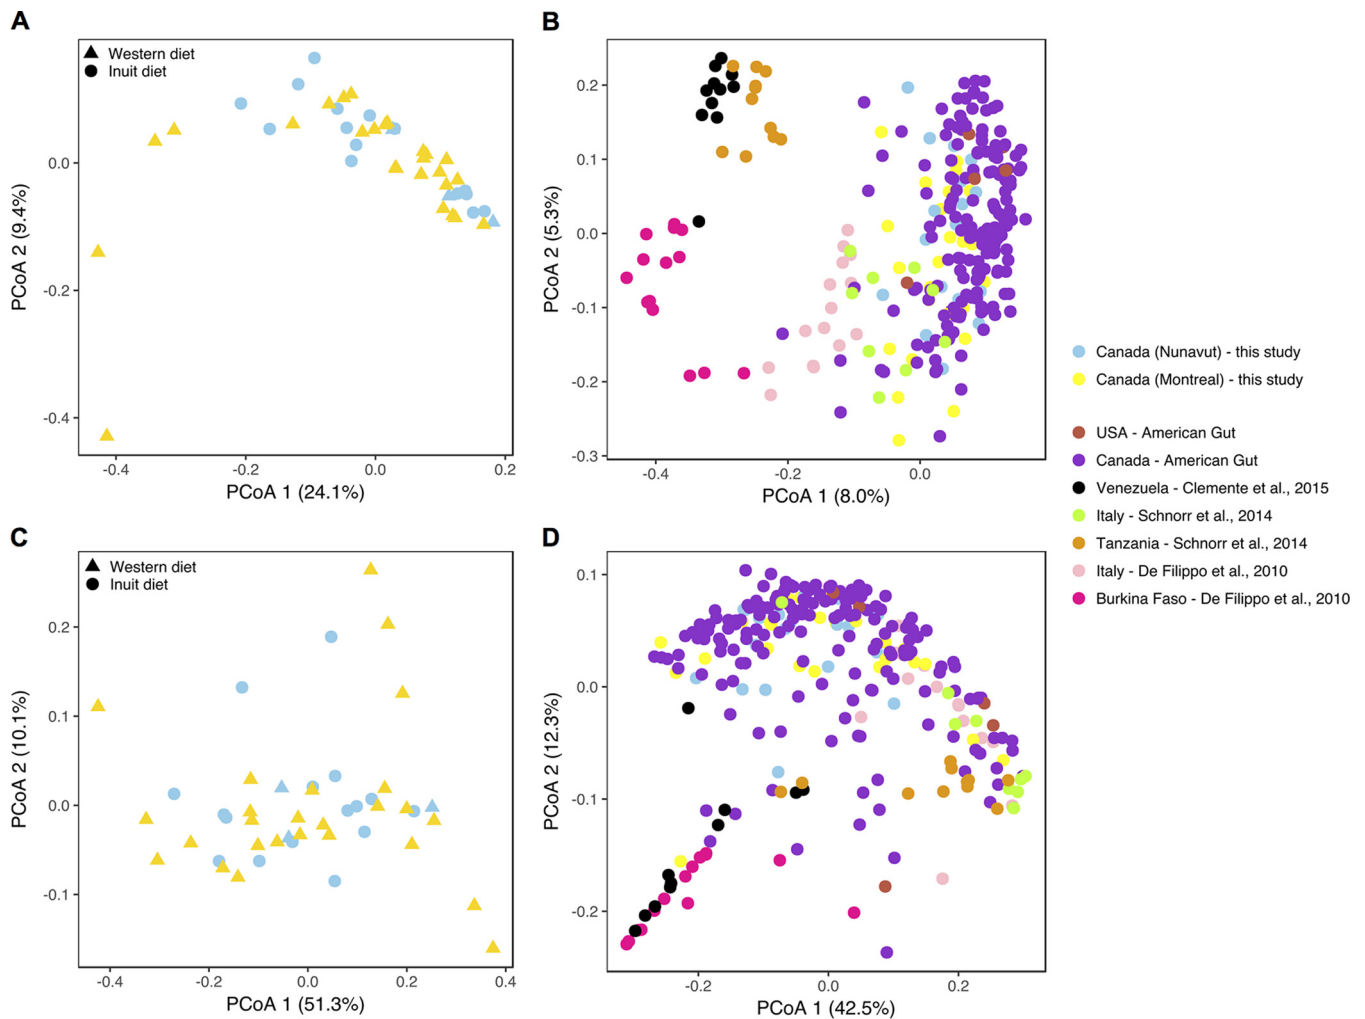 A
Western diet
Inuit diet
0.0
-0.2
-0.4
-0.4
-0.2
0.0
0.2
PCoA 2 (9.4%)
PCoA 1 (24.1%)
B
0.2
0.1
0.0
-0.1
-0.2
-0.3
-0.4
-0.2
0.0
PCoA 2 (5.3%)
PCoA 1 (8.0%)
C
Western diet
Inuit diet
0.2
0.1
0.0
-0.1
-0.4
-0.2
0.0
0.2
0.4
PCoA 2 (10.1%)
PCoA 1 (51.3%)
D
0.1
0.0
-0.1
-0.2
-0.2
0.0
0.2
PCoA 2 (12.3%)
PCoA 1 (42.5%)
Canada (Nunavut) - this study
Canada (Montreal) - this study
USA - American Gut
Canada - American Gut
Venezuela - Clemente et al., 2015
Italy - Schnorr et al., 2014
Tanzania - Schnorr et al., 2014
Italy - De Filippo et al., 2010
Burkina Faso - De Filippo et al., 2010